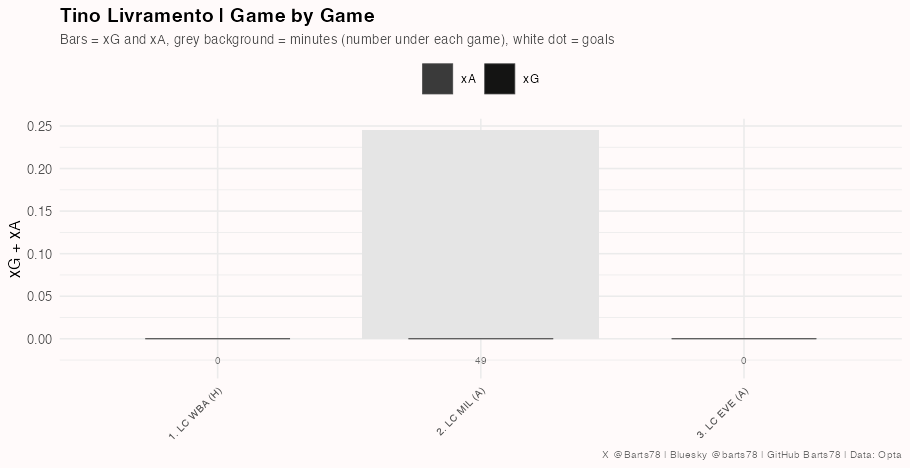 Tino Livramento | Game by Game
Bars = xG and xA, grey background = minutes (number under each game), white dot = goals
xA xG
xG + xA
0.25
0.20
0.15
0.10
0.05
0.00
0 49 0
1. LC WBA (H) 2. LC MIL (A) 3. LC EVE (A)
X @Barts78 | Bluesky @barts78 | GitHub Barts78 | Data: Opta